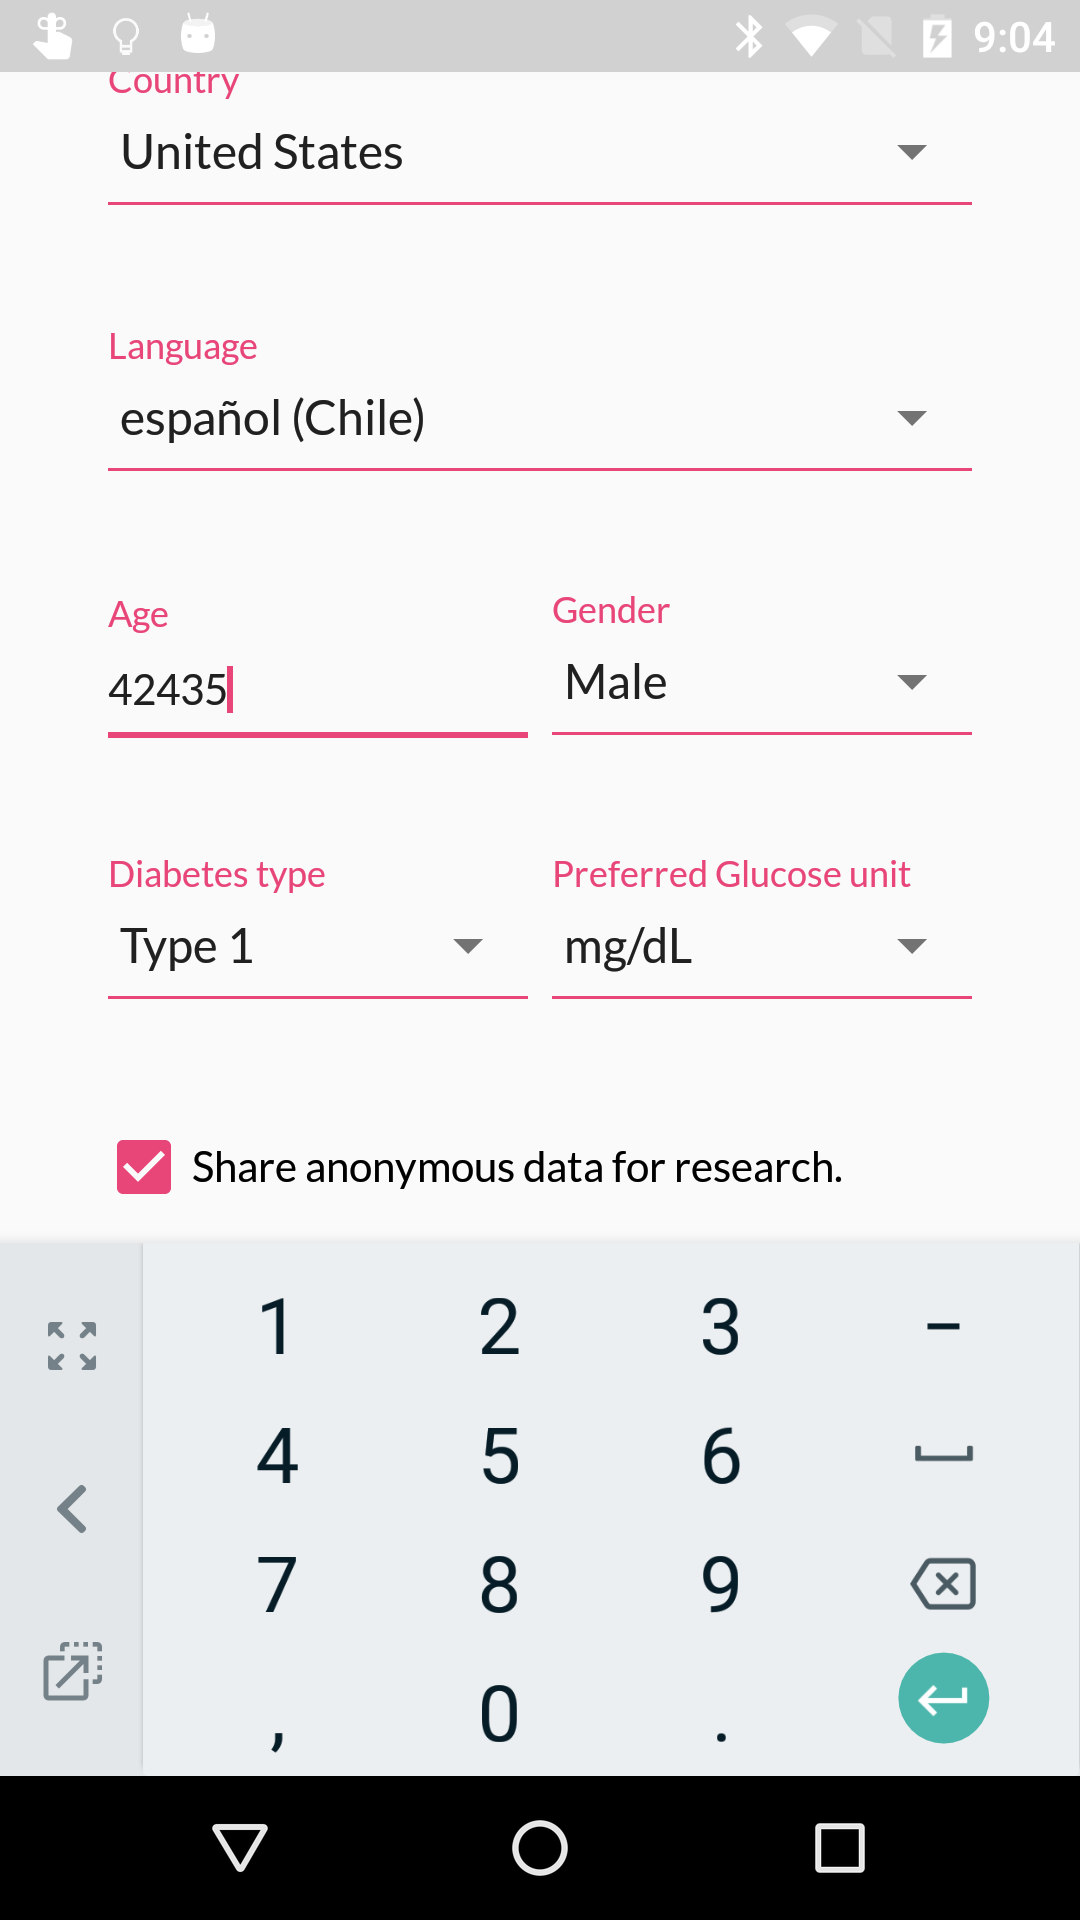 9:04
Country
United States
Language
español (Chile)
Age
Gender
42435
Male
Diabetes type
Preferred Glucose unit
Type 1
mg/dL
Share anonymous data for research.
1 2 3 –
4 5 6
7 8 9
, 0 .